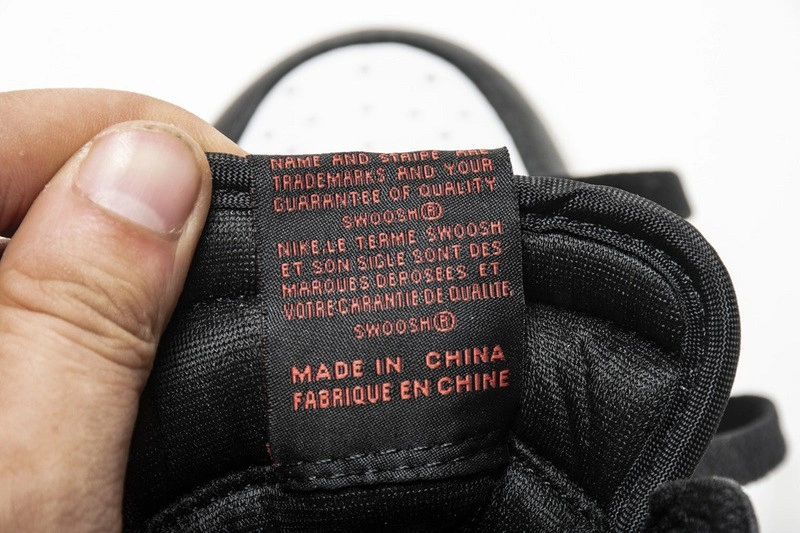 NAME AND STRIPE ARE
TRADEMARKS AND YOUR
GUARANTEE OF QUALITY
SWOOSH®
NIKE.LE TERME SWOOSH
ET SON SIGLE SONT DES
MARQUES DEPOSEES ET
VOTRE GARANTIE DE QUALITE.
SWOOSH®
MADE IN CHINA
FABRIQUE EN CHINE